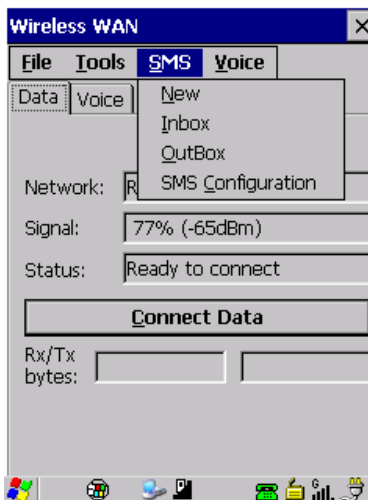 Wireless WAN
File Tools SMS Voice
Data Voice
New
Inbox
OutBox
SMS Configuration
Network: R
Signal: 77% (-65dBm)
Status: Ready to connect
Connect Data
Rx/Tx
bytes:
G